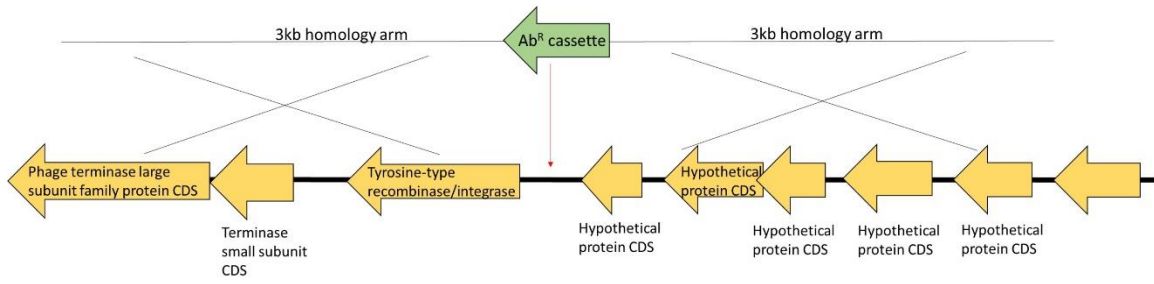 3kb homology arm
Abᴿ cassette
3kb homology arm
Phage terminase large
subunit family protein CDS
Terminase
small subunit
CDS
Tyrosine-type
recombinase/integrase
Hypothetical
protein CDS
Hypothetical
protein CDS
Hypothetical
protein CDS
Hypothetical
protein CDS
Hypothetical
protein CDS